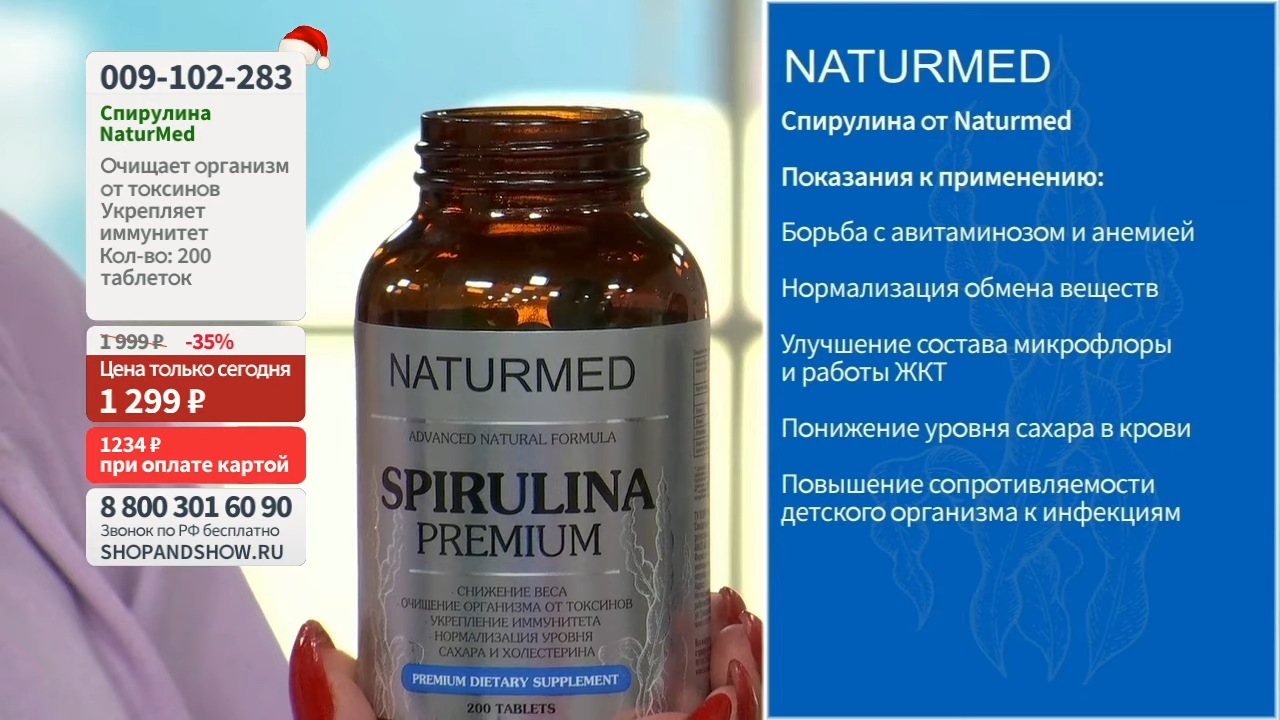 009-102-283
Спирулина
NaturMed
Очищает организм
от токсинов
Укрепляет
иммунитет
Кол-во: 200
таблеток
1 999 ₽ -35%
Цена только сегодня
1 299 ₽
1234 ₽
при оплате картой
8 800 301 60 90
Звонок по РФ бесплатно
SHOPANDSHOW.RU
NATURMED
ADVANCED NATURAL FORMULA
SPIRULINA
PREMIUM
СНИЖЕНИЕ ВЕСА
ОЧИЩЕНИЕ ОРГАНИЗМА ОТ ТОКСИНОВ
УКРЕПЛЕНИЕ ИММУНИТЕТА
НОРМАЛИЗАЦИЯ УРОВНЯ
САХАРА И ХОЛЕСТЕРИНА
PREMIUM DIETARY SUPPLEMENT
200 TABLETS
NATURMED
Спирулина от Naturmed
Показания к применению:
Борьба с авитаминозом и анемией
Нормализация обмена веществ
Улучшение состава микрофлоры
и работы ЖКТ
Понижение уровня сахара в крови
Повышение сопротивляемости
детского организма к инфекциям